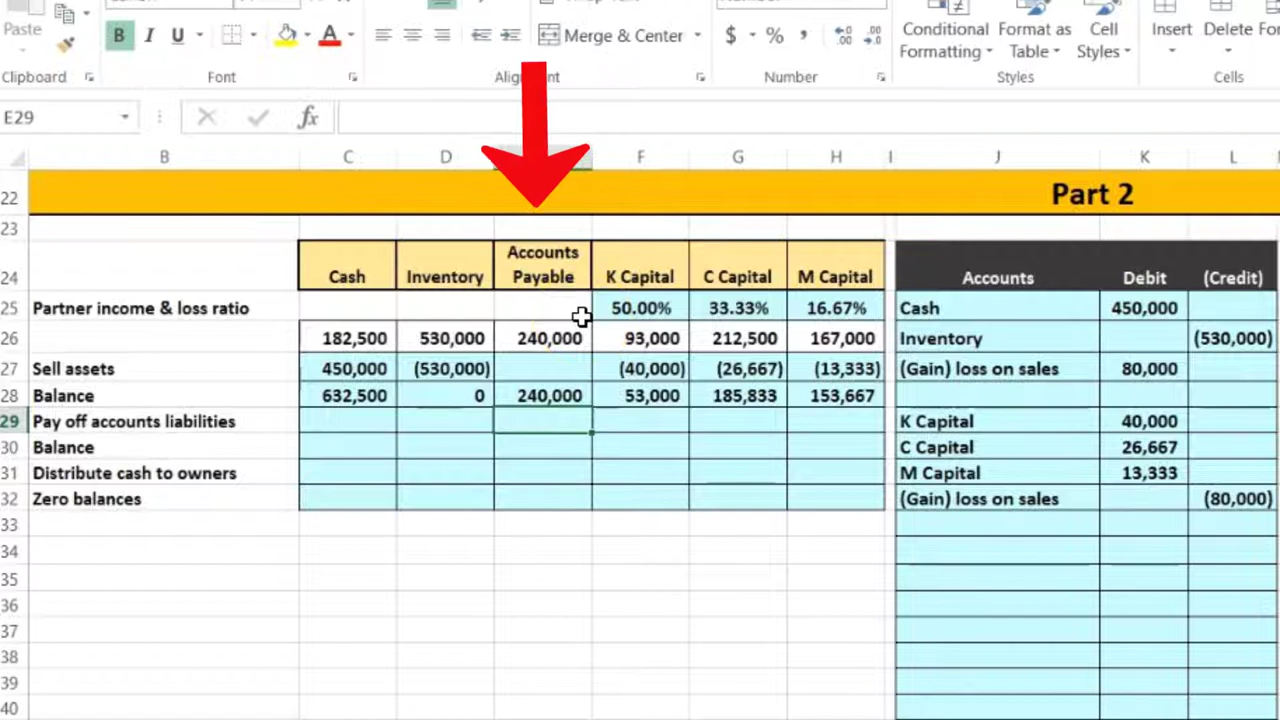 Paste
B I U A
Merge & Center
$ % ,
Conditional Formatting
Format as Table
Cell Styles
Insert Delete
Clipboard Font Alignment Number Styles Cells
E29 fx
B C D F G H I J K L
22 Part 2
23
24 Cash Inventory Accounts Payable K Capital C Capital M Capital Accounts Debit (Credit)
25 Partner income & loss ratio 50.00% 33.33% 16.67% Cash 450,000
26 182,500 530,000 240,000 93,000 212,500 167,000 Inventory (530,000)
27 Sell assets 450,000 (530,000) (40,000) (26,667) (13,333) (Gain) loss on sales 80,000
28 Balance 632,500 0 240,000 53,000 185,833 153,667
29 Pay off accounts liabilities K Capital 40,000
30 Balance C Capital 26,667
31 Distribute cash to owners M Capital 13,333
32 Zero balances (Gain) loss on sales (80,000)
33
34
35
36
37
38
39
40